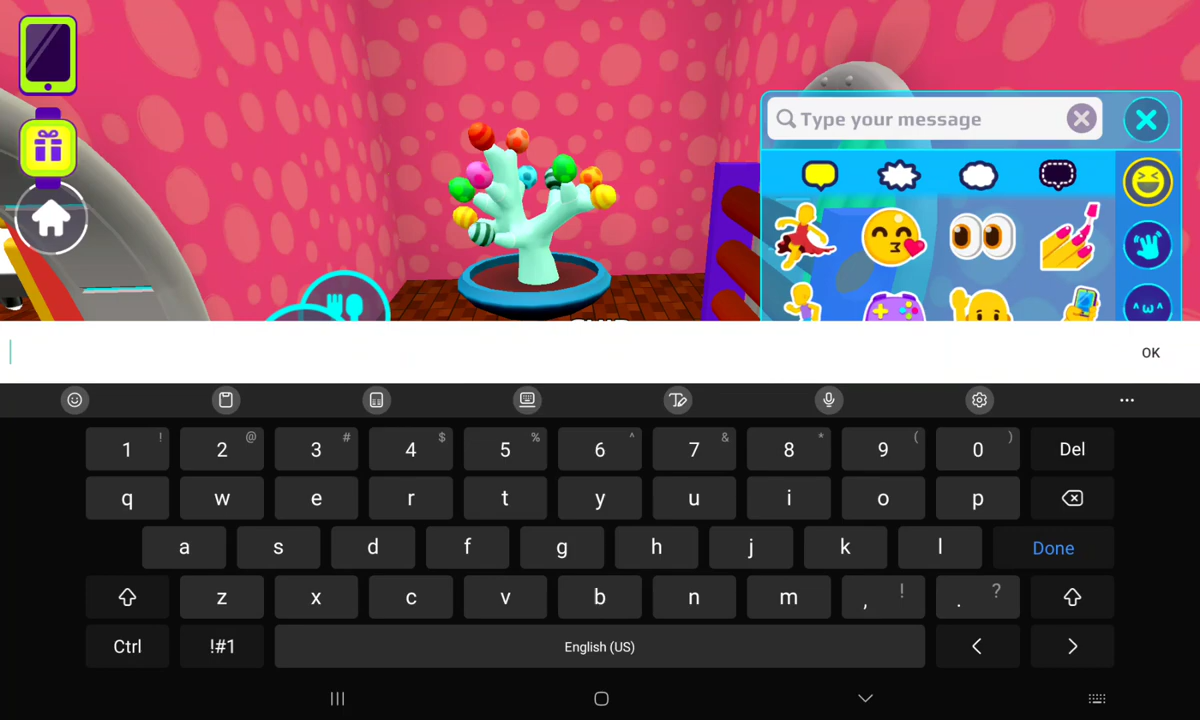 Type your message
^ω^
OK
1 ! 2 @ 3 # 4 $ 5 % 6 ^ 7 & 8 * 9 ( 0 ) Del
q w e r t y u i o p
a s d f g h j k l Done
z x c v b n m , ! . ?
Ctrl !#1 English (US) < >